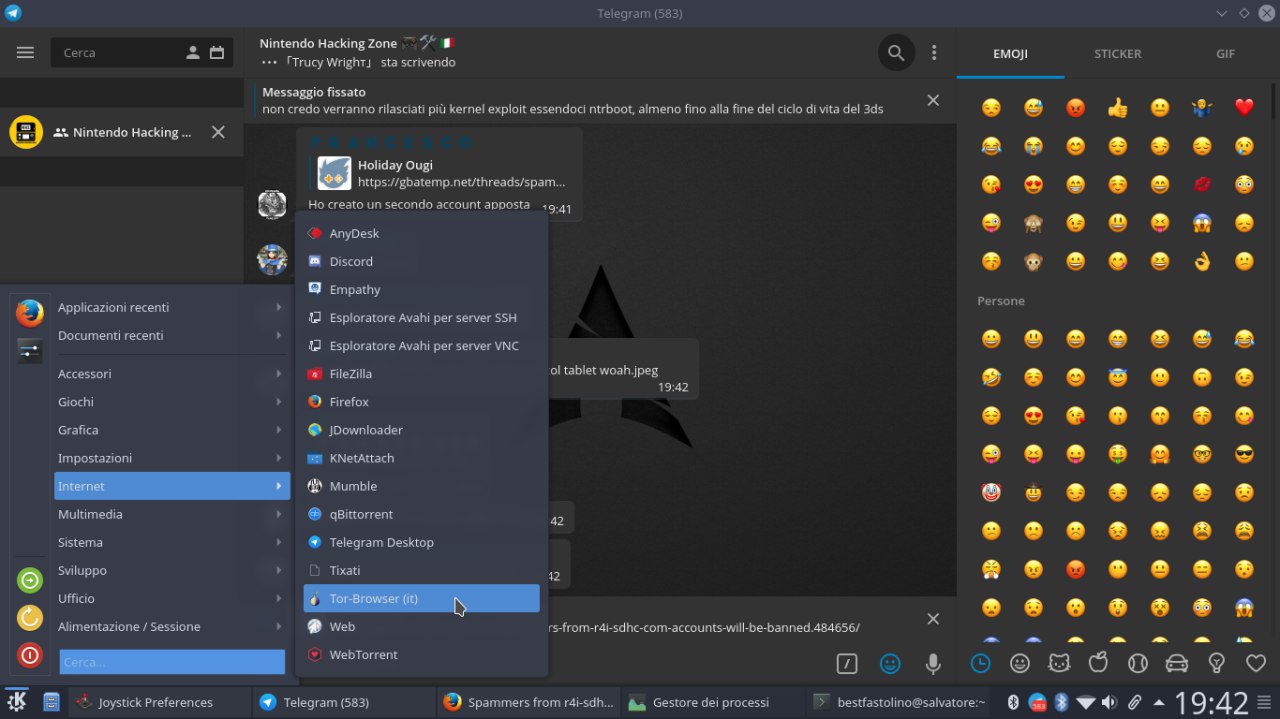 Telegram (583)
Cerca
Nintendo Hacking Zone 🎮🛠🇮🇹
••• 「Trucy Wrighт」 sta scrivendo
EMOJI
STICKER
GIF
Messaggio fissato
non credo verranno rilasciati più kernel exploit essendoci ntrboot, almeno fino alla fine del ciclo di vita del 3ds
Nintendo Hacking ...
Holiday Ougi
https://gbatemp.net/threads/spam...
Ho creato un secondo account apposta
19:41
Persone
ol tablet woah.jpeg
19:42
42
42
rs-from-r4i-sdhc-com-accounts-will-be-banned.484656/
Applicazioni recenti
Documenti recenti
Accessori
Giochi
Grafica
Impostazioni
Internet
Multimedia
Sistema
Sviluppo
Ufficio
Alimentazione / Sessione
Cerca...
AnyDesk
Discord
Empathy
Esploratore Avahi per server SSH
Esploratore Avahi per server VNC
FileZilla
Firefox
JDownloader
KNetAttach
Mumble
qBittorrent
Telegram Desktop
Tixati
Tor-Browser (it)
Web
WebTorrent
Joystick Preferences
Telegram (583)
Spammers from r4i-sdh...
Gestore dei processi
bestfastolino@salvatore:~
583
19:42